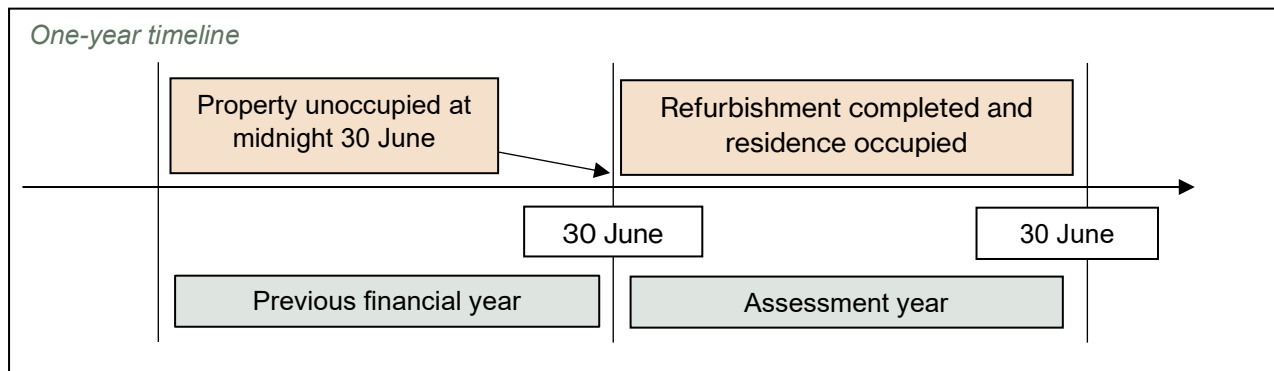 One-year timeline
Property unoccupied at
midnight 30 June
Refurbishment completed and
residence occupied
30 June
30 June
Previous financial year
Assessment year